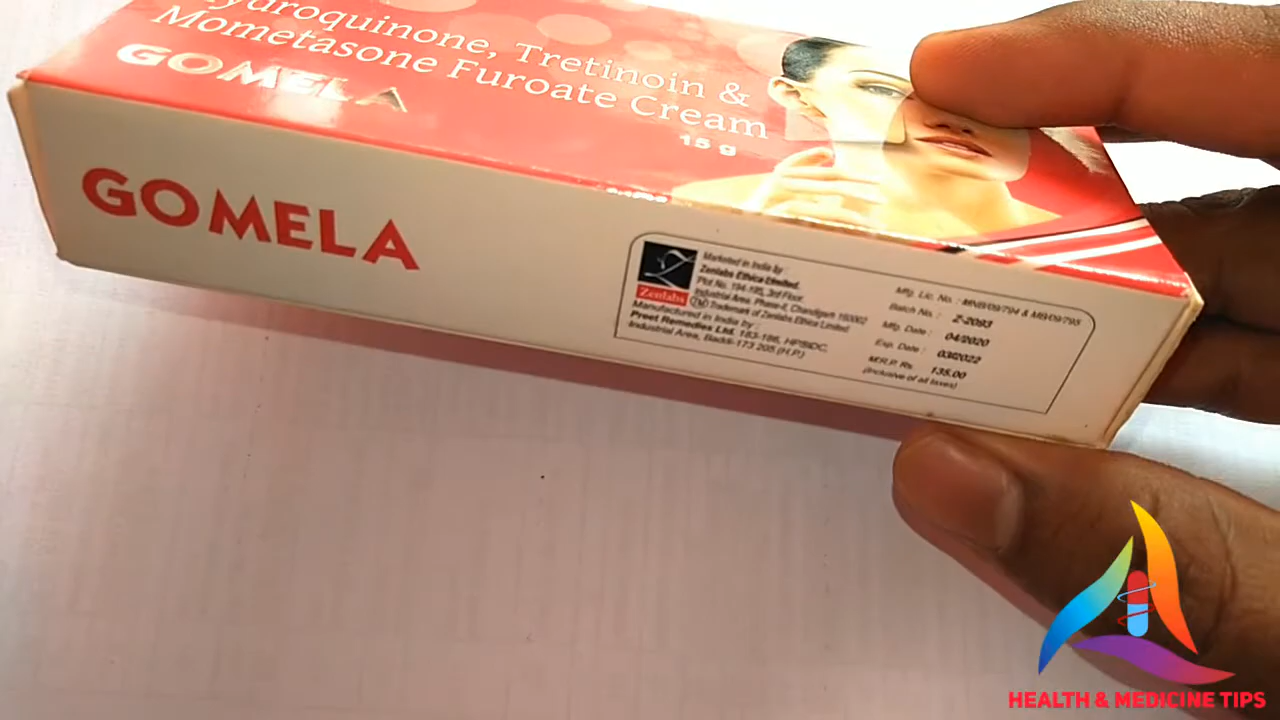 ydroquinone, Tretinoin &
Mometasone Furoate Cream
15 g
GOMELA
GOMELA
Zenlabs
Marketed in India by :
Zenlabs Ethica Limited.
Plot No. 194-195, 3rd Floor,
Industrial Area, Phase-II, Chandigarh 160002
Trademark of Zenlabs Ethica Limited
Manufactured in India by :
Preet Remedies Ltd. 183-186, HPSIDC,
Industrial Area, Baddi-173 205 (H.P.)
Mfg. Lic. No. : MNB/09/794 & MB/09/795
Batch No. : Z-2093
Mfg. Date : 04/2020
Exp. Date : 03/2022
M.R.P. Rs. 135.00
(Inclusive of all taxes)
HEALTH & MEDICINE TIPS